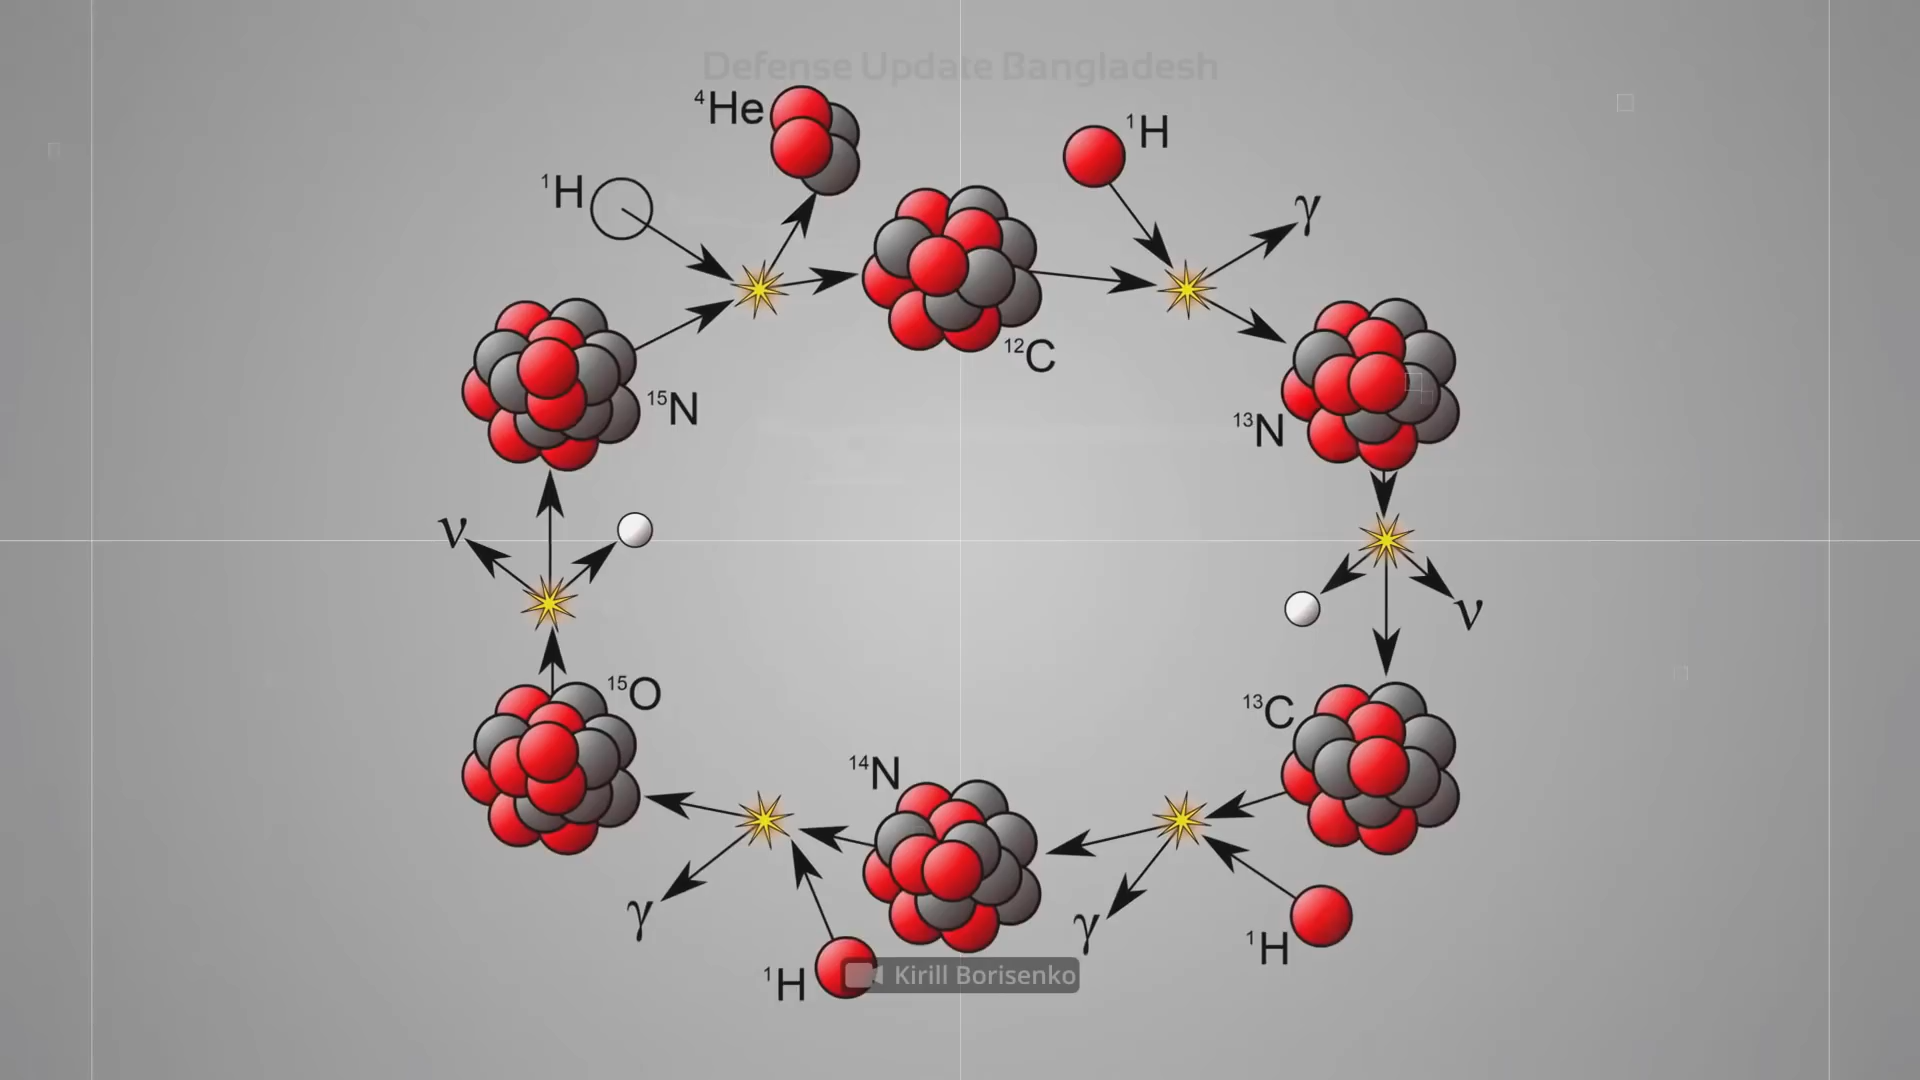 Defense Update Bangladesh
⁴He
¹H
¹H
γ
¹²C
¹⁵N
¹³N
ν
ν
¹⁵O
¹³C
¹⁴N
γ
γ
¹H
¹H
Kirill Borisenko